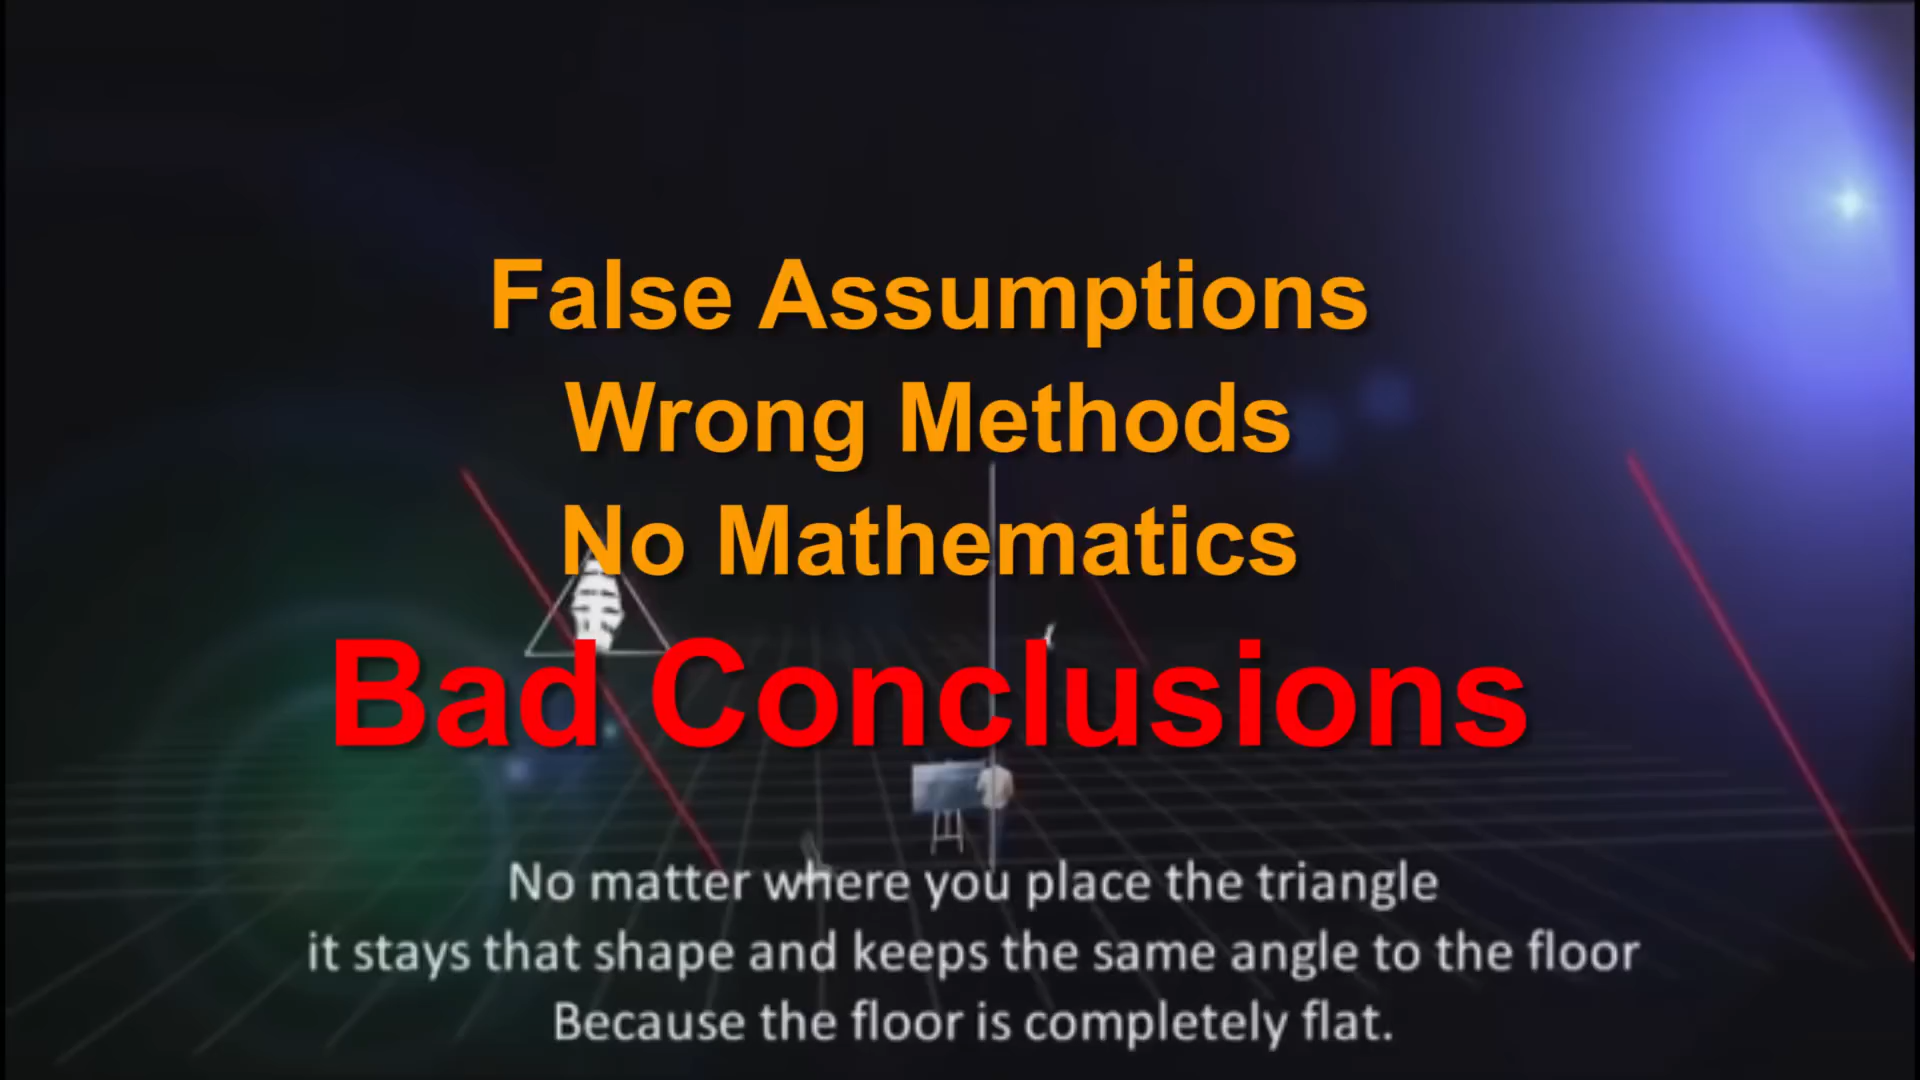 False Assumptions
Wrong Methods
No Mathematics
Bad Conclusions
No matter where you place the triangle
it stays that shape and keeps the same angle to the floor
Because the floor is completely flat.